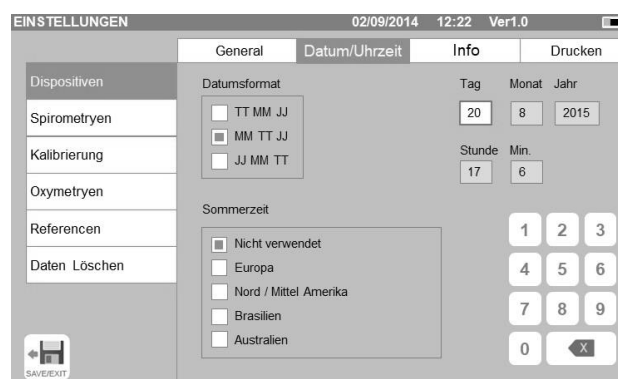 EINSTELLUNGEN 02/09/2014 12:22 Ver1.0
General Datum/Uhrzeit Info Drucken
Dispositiven
Spirometryen
Kalibrierung
Oxymetryen
Referencen
Daten Löschen
SAVE/EXIT
Datumsformat
TT MM JJ
MM TT JJ
JJ MM TT
Tag Monat Jahr
20 8 2015
Stunde Min.
17 6
Sommerzeit
Nicht verwendet
Europa
Nord / Mittel Amerika
Brasilien
Australien
1 2 3
4 5 6
7 8 9
0 X